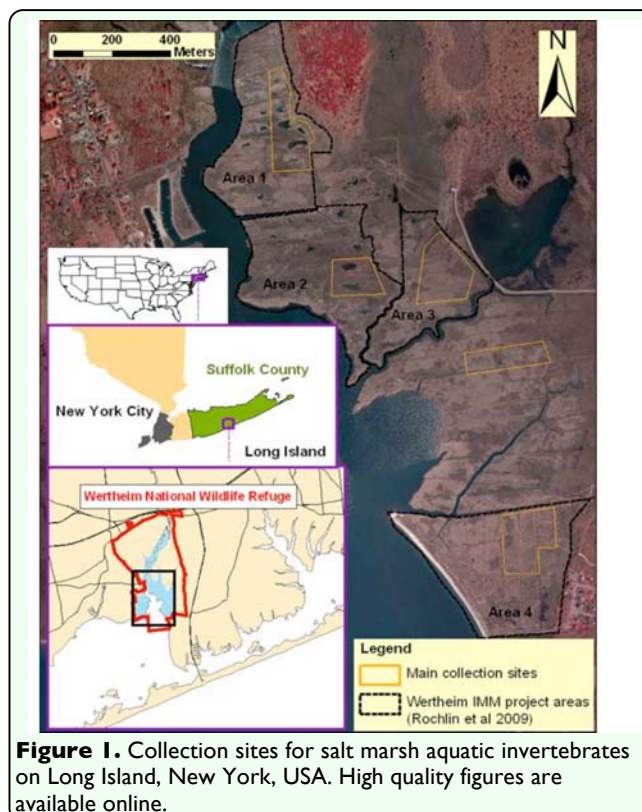 0 200 400
Meters
N
Area 1
Area 2
Area 3
Suffolk County
New York City
Long Island
Wertheim National Wildlife Refuge
Area 4
Legend
Main collection sites
Wertheim IMM project areas
(Rochlin et al 2009)
Figure 1. Collection sites for salt marsh aquatic invertebrates
on Long Island, New York, USA. High quality figures are
available online.